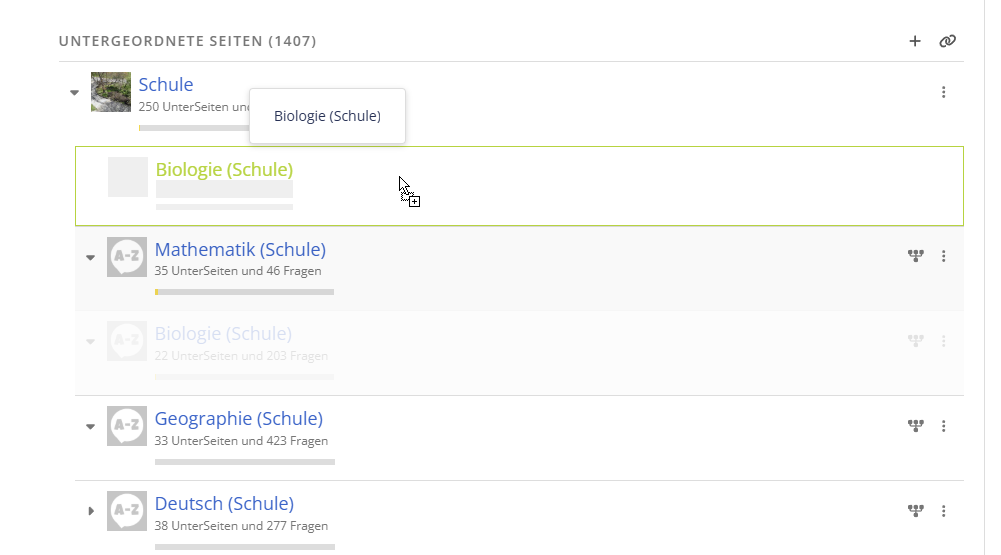 UNTERGEORDNETE SEITEN (1407)
Schule
250 UnterSeiten und
Biologie (Schule)
Biologie (Schule)
A-Z
Mathematik (Schule)
35 UnterSeiten und 46 Fragen
A-Z
Biologie (Schule)
22 UnterSeiten und 203 Fragen
A-Z
Geographie (Schule)
33 UnterSeiten und 423 Fragen
A-Z
Deutsch (Schule)
38 UnterSeiten und 277 Fragen